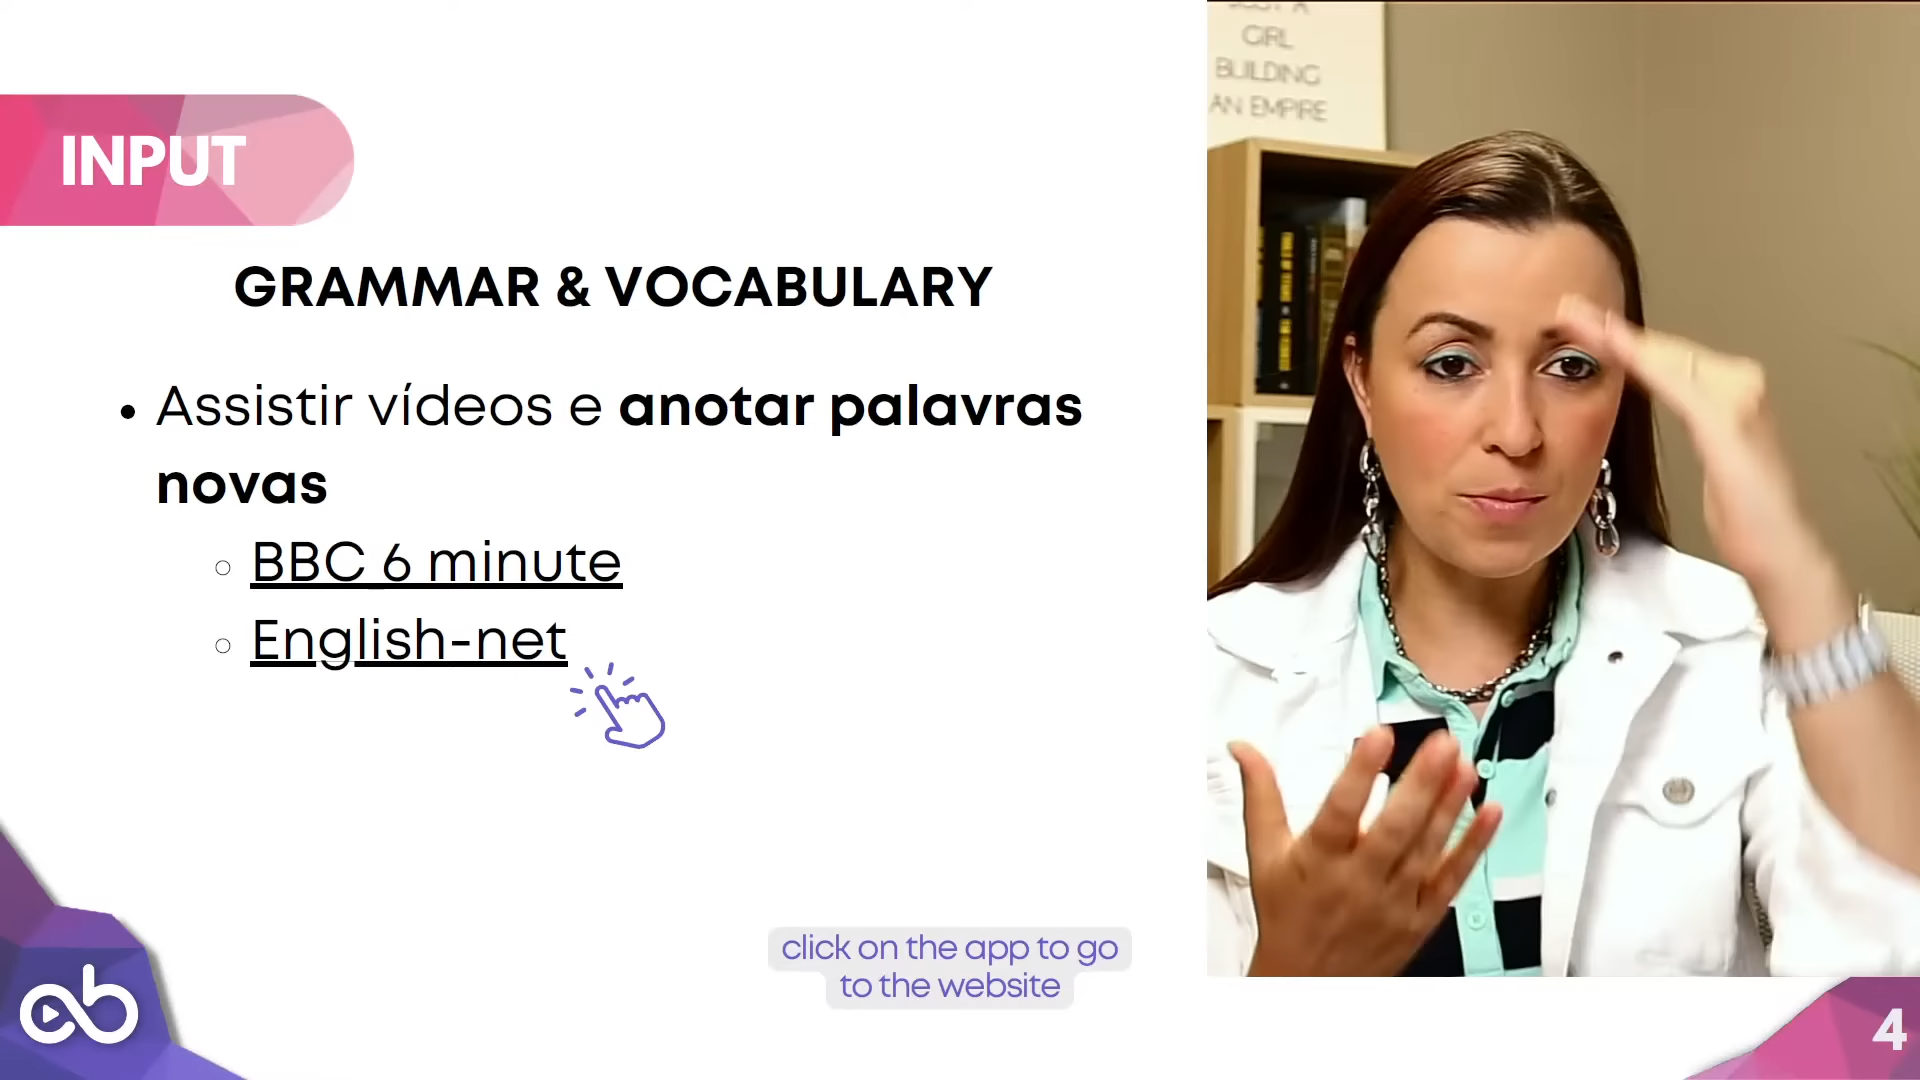 INPUT
GRAMMAR & VOCABULARY
• Assistir vídeos e anotar palavras
novas
○ BBC 6 minute
○ English-net
click on the app to go
to the website
4
GIRL
BUILDING
AN EMPIRE